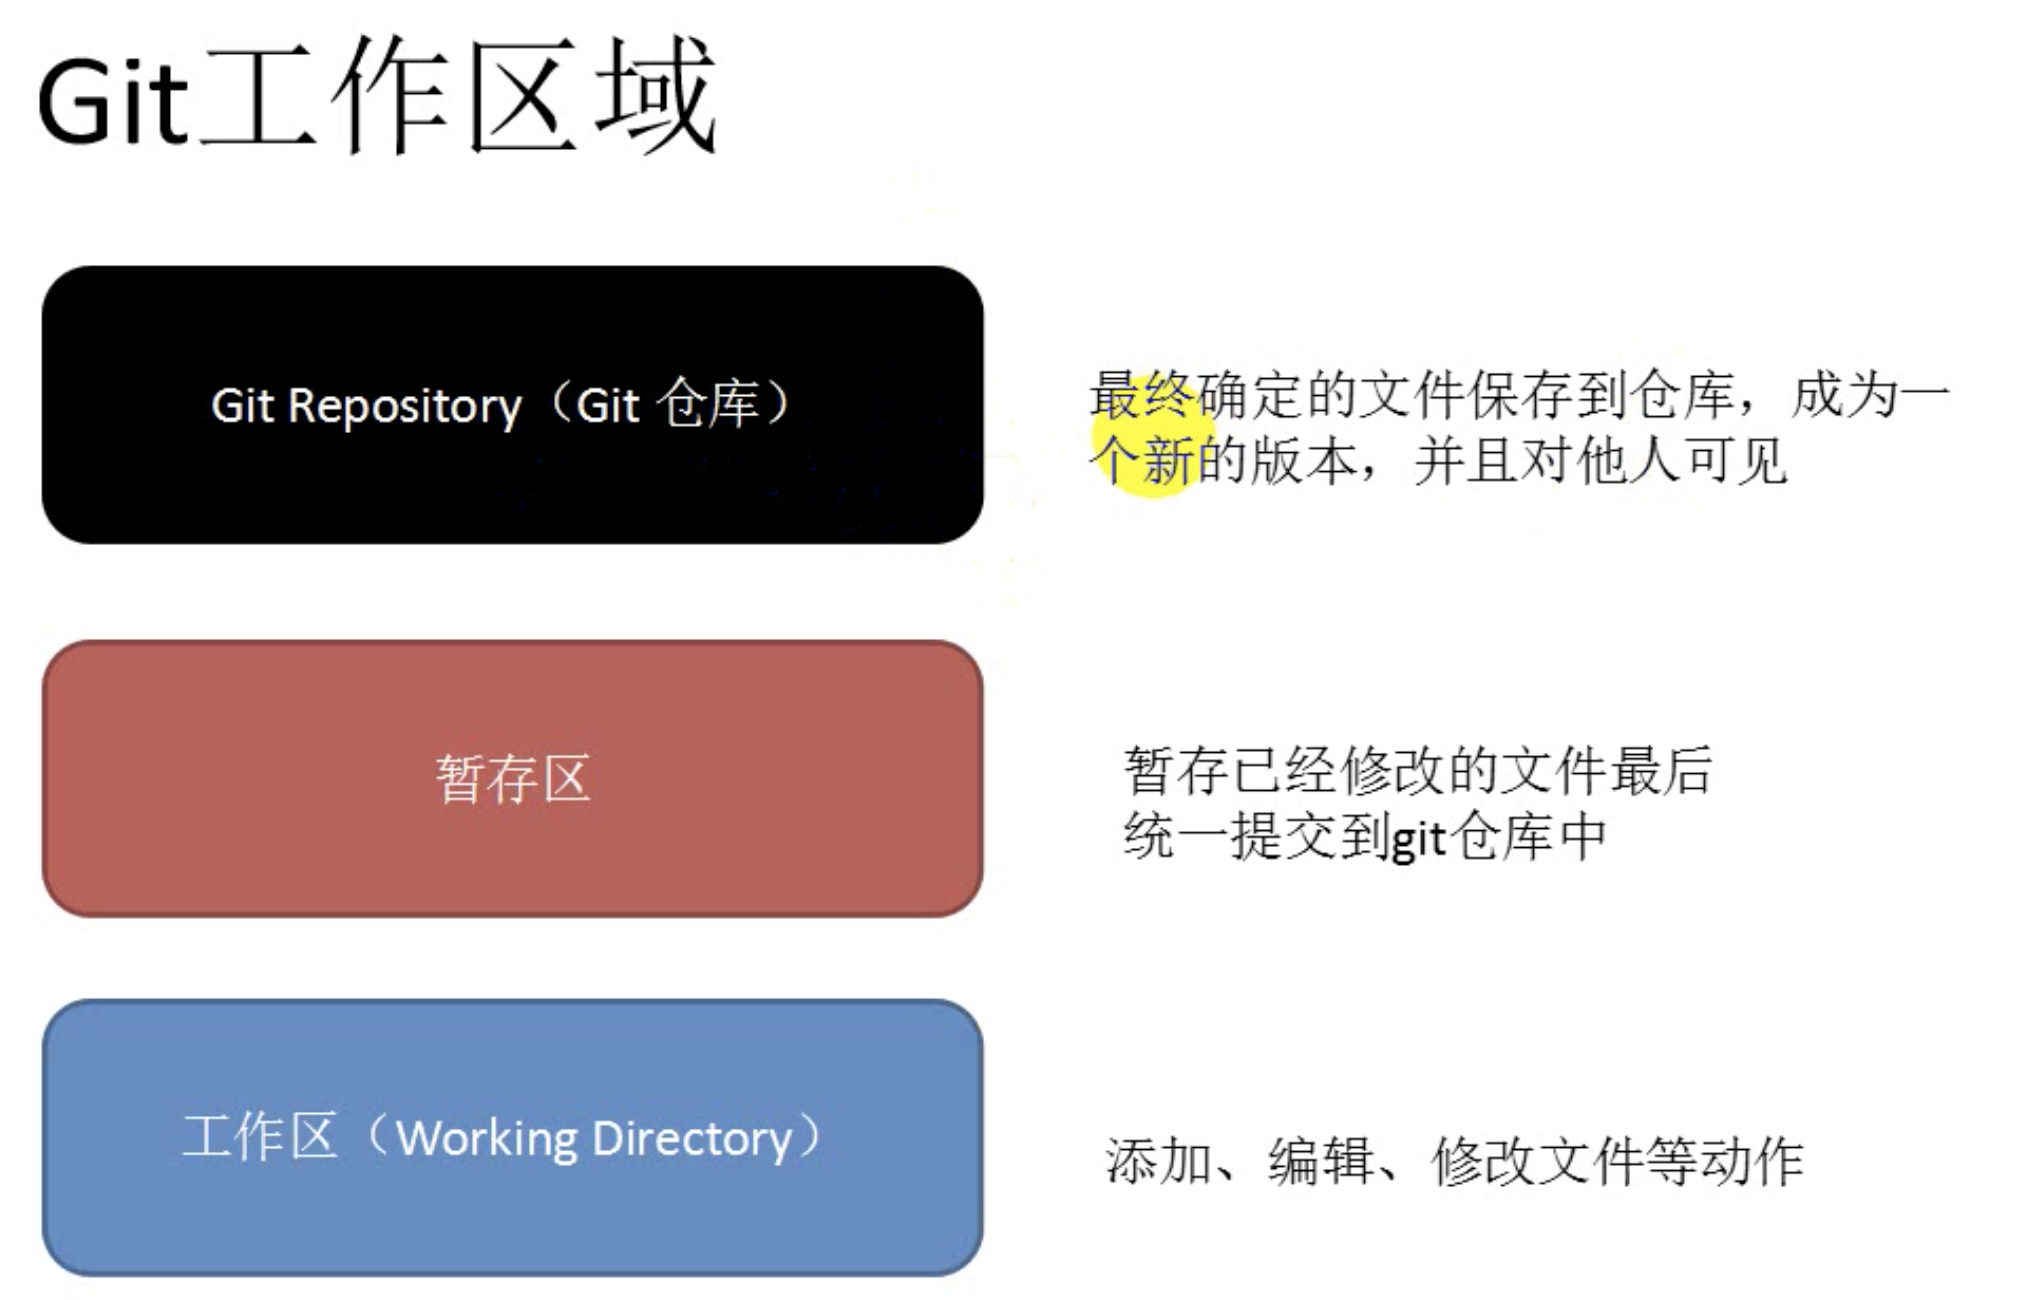 Git工作区域
Git Repository（Git 仓库）
最终确定的文件保存到仓库，成为一
个新的版本，并且对他人可见
暂存区
暂存已经修改的文件最后
统一提交到git仓库中
工作区（Working Directory）
添加、编辑、修改文件等动作